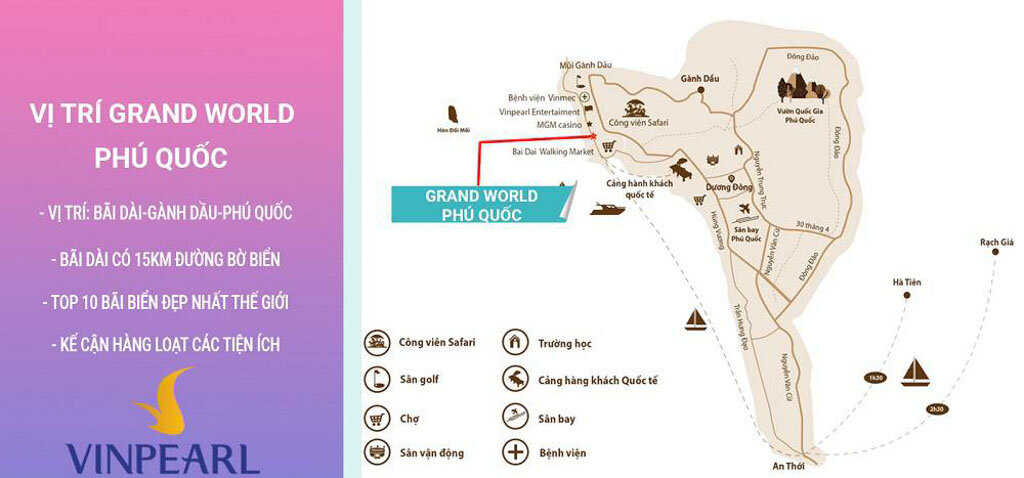 VỊ TRÍ GRAND WORLD
PHÚ QUỐC
- VỊ TRÍ: BÃI DÀI-GÀNH DẦU-PHÚ QUỐC
- BÃI DÀI CÓ 15KM ĐƯỜNG BỜ BIỂN
- TOP 10 BÃI BIỂN ĐẸP NHẤT THẾ GIỚI
- KẾ CẬN HÀNG LOẠT CÁC TIỆN ÍCH
VINPEARL
Mũi Gành Dầu
Bệnh viện Vinmec
Vinpearl Entertaiment
MGM casino
Bai Dai Walking Market
Hòn Đồi Mồi
GRAND WORLD
PHÚ QUỐC
Gành Dầu
Công viên Safari
Đông Đảo
Vườn Quốc Gia
Phú Quốc
Đông Đảo
Cảng hành khách
quốc tế
Dương Đông
Nguyễn Trung Trực
Sân bay
Phú Quốc
30 tháng 4
Hùng Vương
Nguyễn Văn Cừ
Đông Đảo
Trần Hưng Đạo
Nguyễn Văn Cừ
An Thới
Hà Tiên
Rạch Giá
1h30
2h30
Công viên Safari
Trường học
Sân golf
Cảng hành khách Quốc tế
Chợ
Sân bay
Sân vận động
Bệnh viện